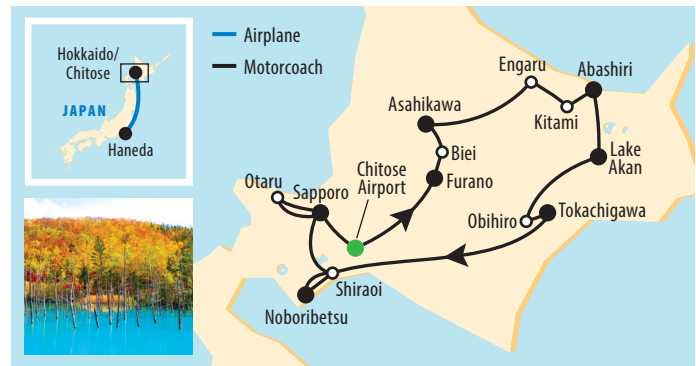 Hokkaido/
Chitose
JAPAN
Haneda
Airplane
Motorcoach
Engaru
Abashiri
Asahikawa
Kitami
Biei
Lake
Akan
Chitose
Airport
Otaru
Sapporo
Furano
Obihiro
Tokachigawa
Shiraoi
Noboribetsu